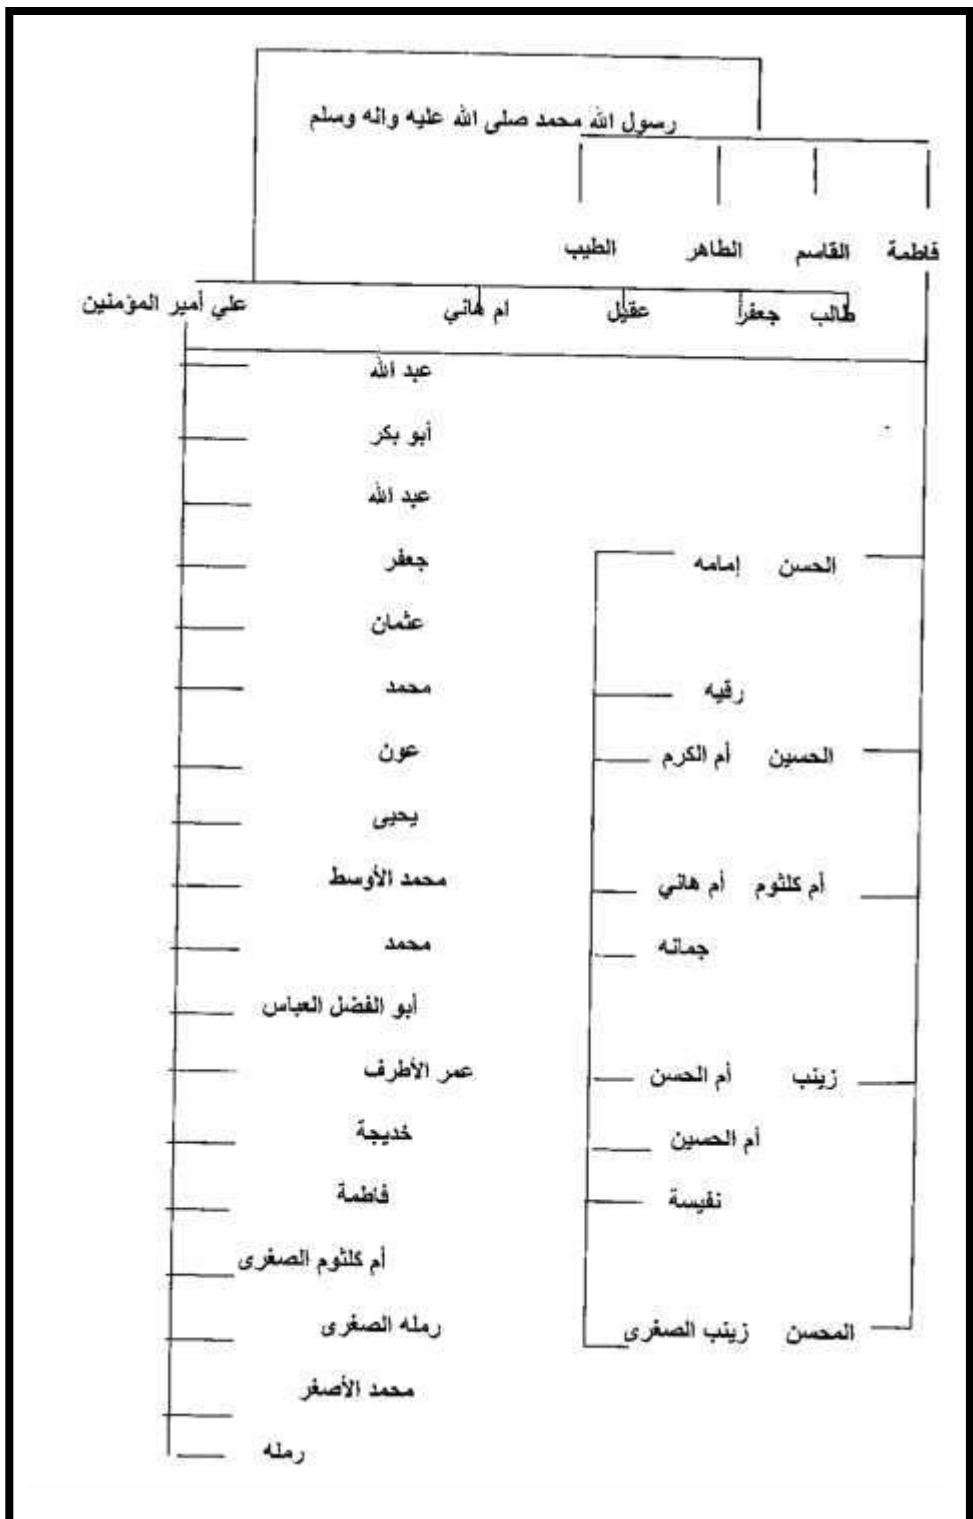 رسول الله محمد صلى الله عليه واله وسلم
فاطمة القاسم الطاهر الطيب
طالب جعفرا عقيل ام هاني علي أمير المؤمنين
عبد الله
أبو بكر
عبد الله
الحسن إمامه جعفر
عثمان
رقيه محمد
الحسين أم الكرم عون
يحيى
أم كلثوم أم هاني محمد الأوسط
جمانه محمد
أبو الفضل العباس
زينب أم الحسن عمر الأطرف
أم الحسين خديجة
نفيسة فاطمة
أم كلثوم الصغرى
المحسن زينب الصغرى رمله الصغرى
محمد الأصغر
رمله